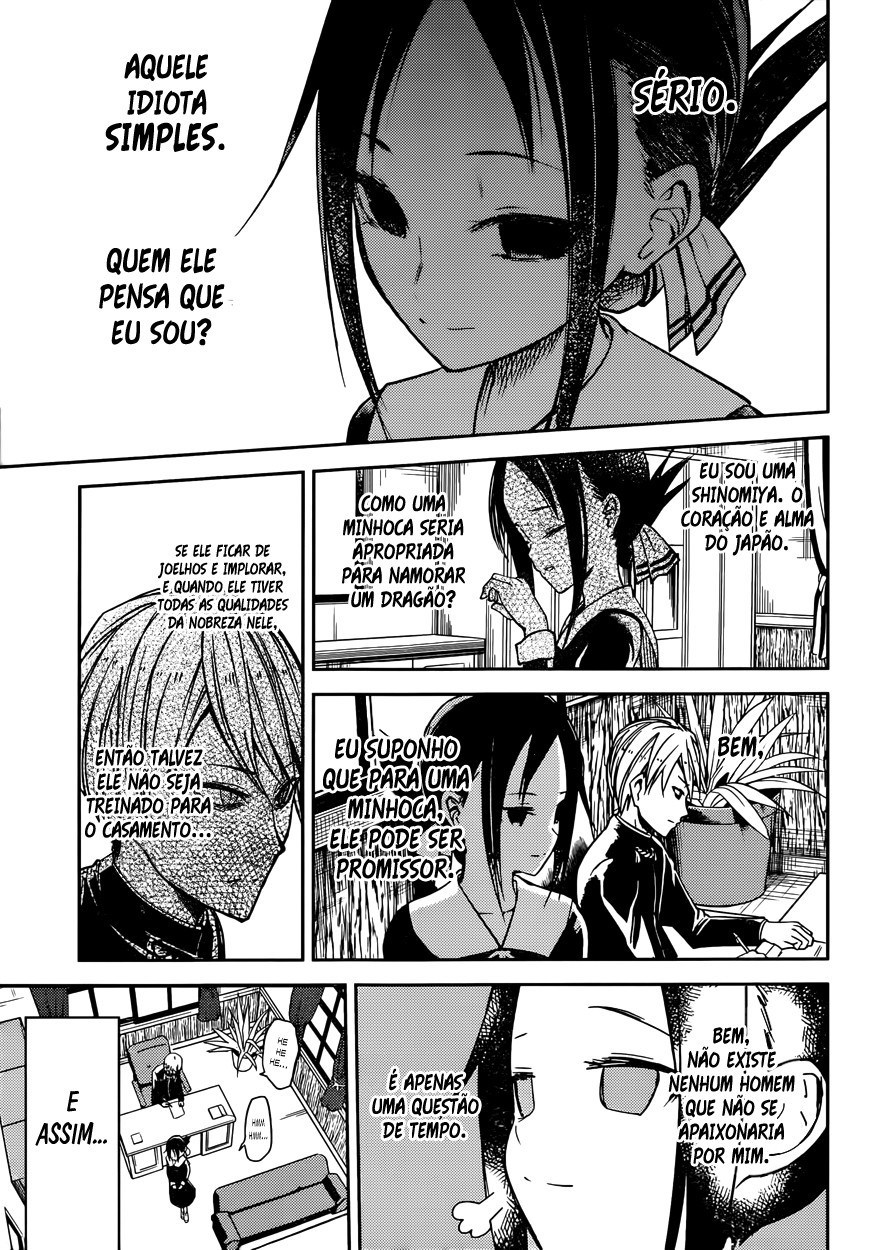 SÉRIO.
AQUELE
IDIOTA
SIMPLES.
QUEM ELE
PENSA QUE
EU SOU?
EU SOU UMA
SHINOMIYA. O
CORAÇÃO E ALMA
DO JAPÃO.
COMO UMA
MINHOCA SERIA
APROPRIADA
PARA NAMORAR
UM DRAGÃO?
BEM,
EU SUPONHO
QUE PARA UMA
MINHOCA,
ELE PODE SER
PROMISSOR!
SE ELE FICAR DE
JOELHOS E IMPLORAR,
E QUANDO ELE TIVER
TODAS AS QUALIDADES
DA NOBREZA NELE,
ENTÃO TALVEZ
ELE NÃO SEJA
TREINADO PARA
O CASAMENTO...
BEM,
NÃO EXISTE
NENHUM HOMEM
QUE NÃO SE
APAIXONARIA
POR MIM.
É APENAS
UMA QUESTÃO
DE TEMPO.
HE
HE
HE...
HMM
HMM...
E
ASSIM...